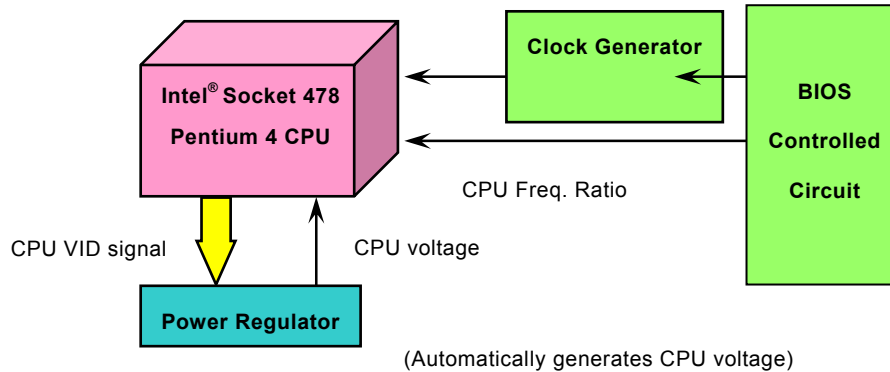 Clock Generator
Intel® Socket 478
Pentium 4 CPU
BIOS
Controlled
Circuit
CPU Freq. Ratio
CPU VID signal
CPU voltage
Power Regulator
(Automatically generates CPU voltage)